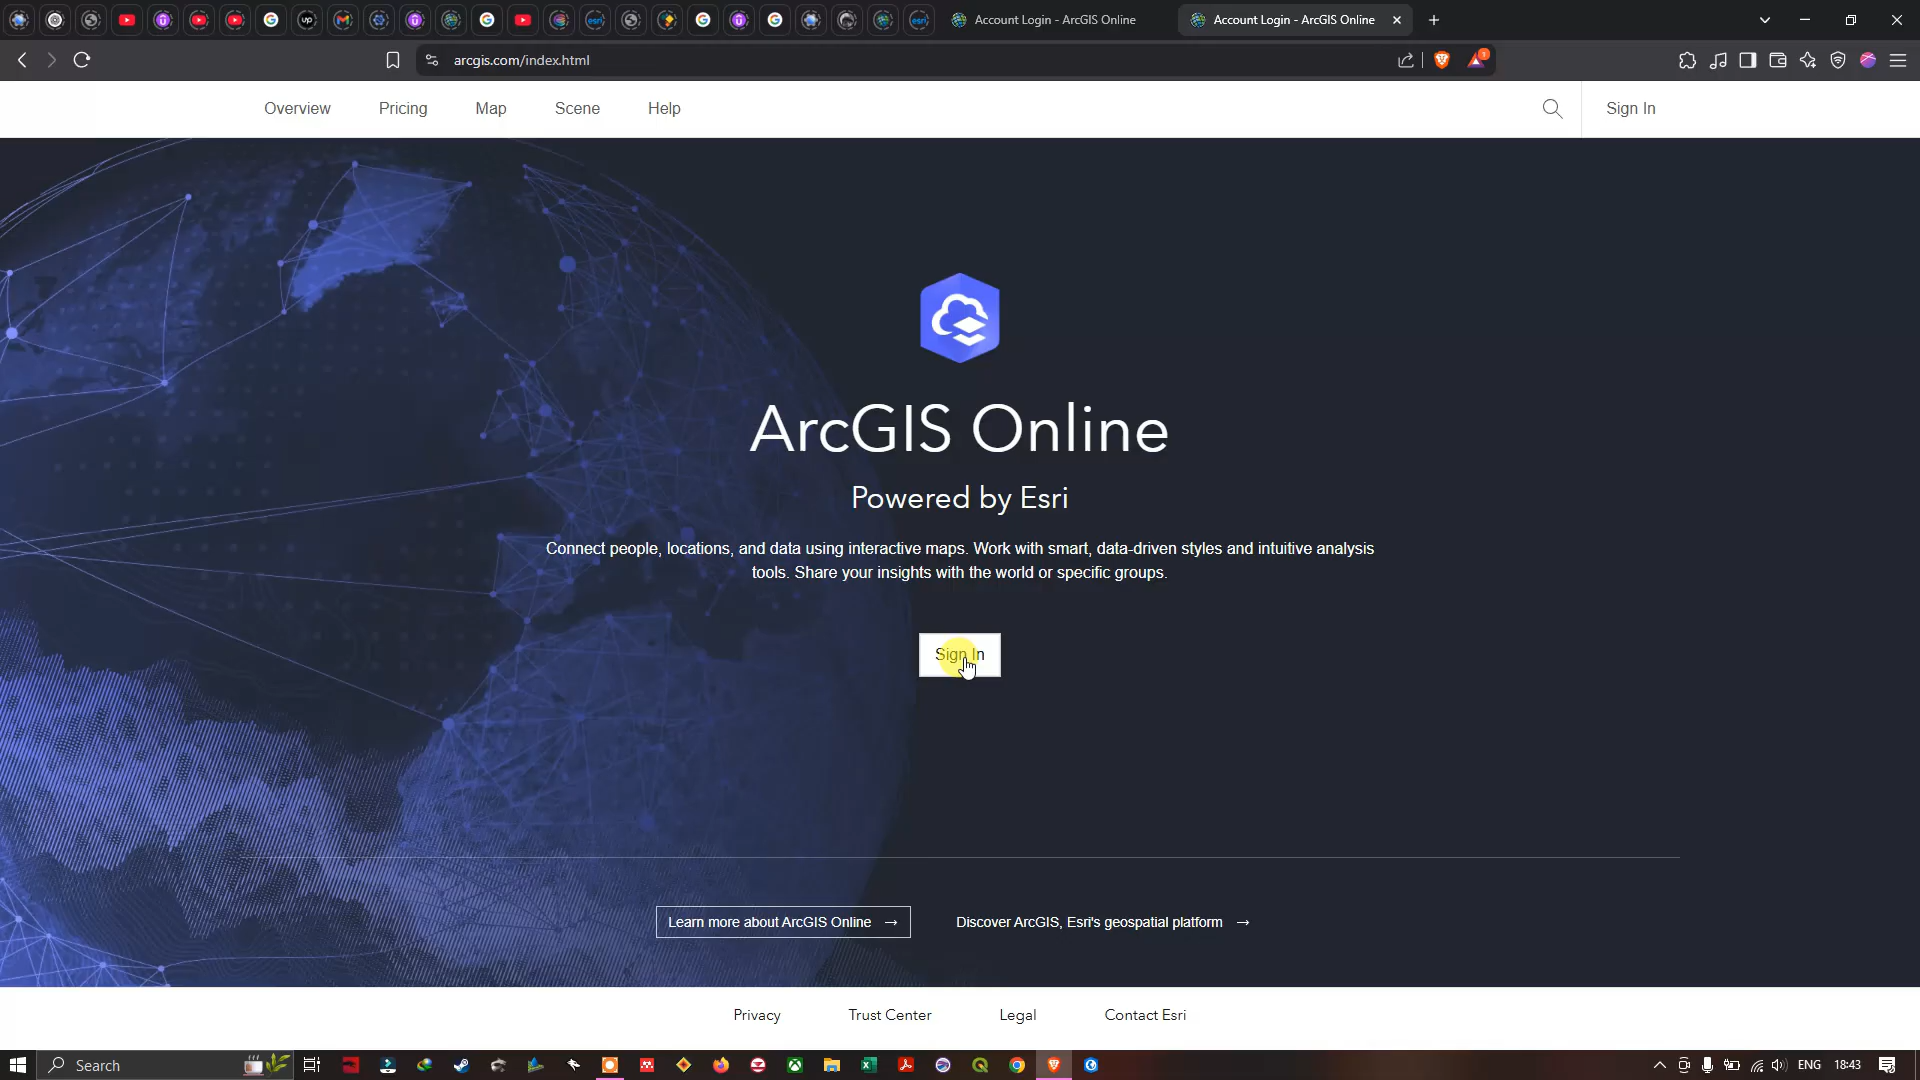 Account Login - ArcGIS Online
Account Login - ArcGIS Online
arcgis.com/index.html
Overview
Pricing
Map
Scene
Help
Sign In
ArcGIS Online
Powered by Esri
Connect people, locations, and data using interactive maps. Work with smart, data-driven styles and intuitive analysis
tools. Share your insights with the world or specific groups.
Sign In
Learn more about ArcGIS Online →
Discover ArcGIS, Esri's geospatial platform →
Privacy
Trust Center
Legal
Contact Esri
Search
ENG
18:43